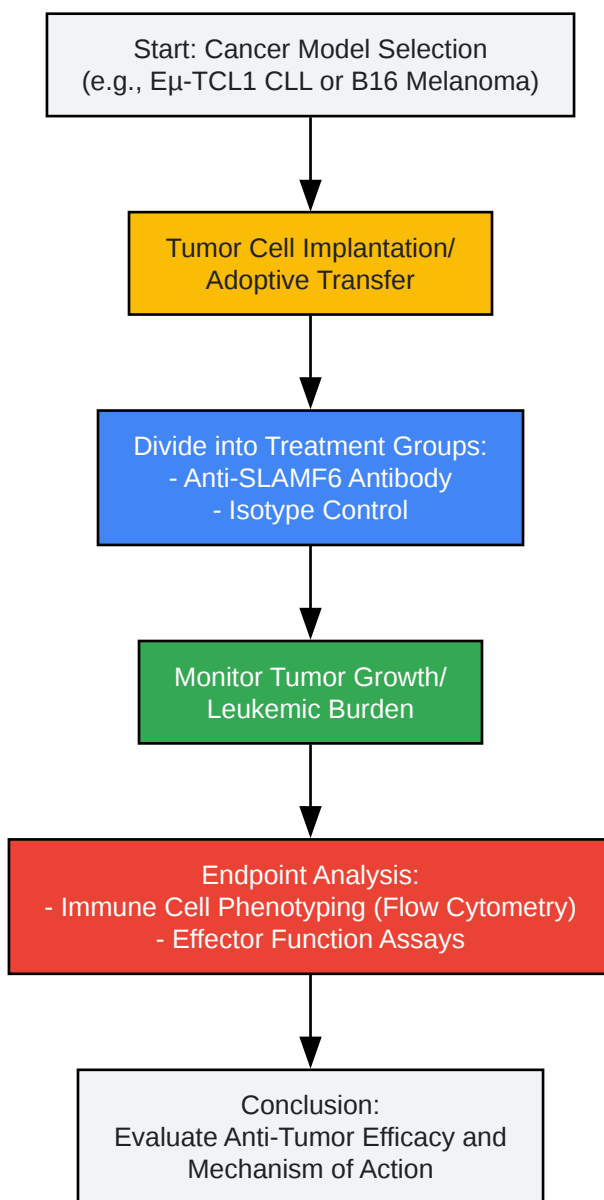 Start: Cancer Model Selection
(e.g., Eµ-TCL1 CLL or B16 Melanoma)
Tumor Cell Implantation/
Adoptive Transfer
Divide into Treatment Groups:
- Anti-SLAMF6 Antibody
- Isotype Control
Monitor Tumor Growth/
Leukemic Burden
Endpoint Analysis:
- Immune Cell Phenotyping (Flow Cytometry)
- Effector Function Assays
Conclusion:
Evaluate Anti-Tumor Efficacy and
Mechanism of Action